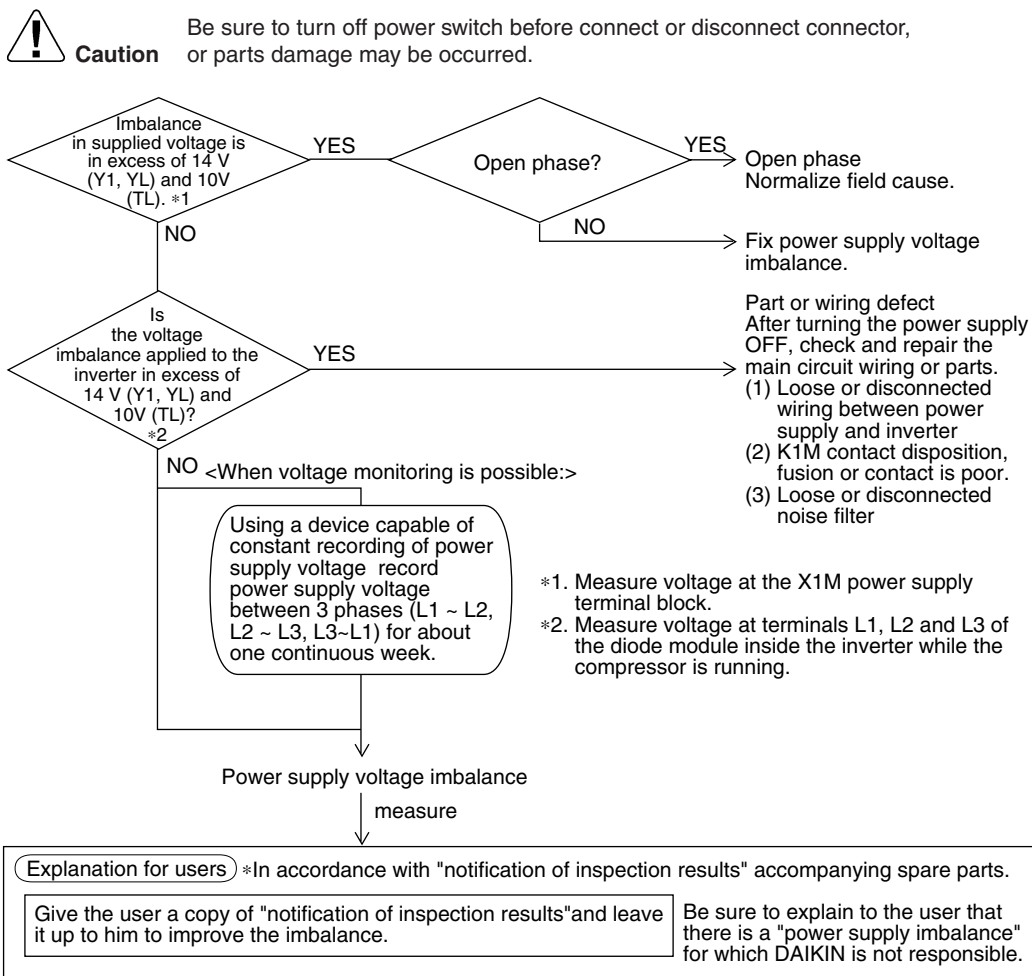 Be sure to turn off power switch before connect or disconnect connector,
Caution or parts damage may be occurred.
Imbalance
in supplied voltage is
in excess of 14 V
(Y1, YL) and 10V
(TL). *1
YES
Open phase?
YES
Open phase
Normalize field cause.
NO
NO
Fix power supply voltage
imbalance.
Is
the voltage
imbalance applied to the
inverter in excess of
14 V (Y1, YL) and
10V (TL)?
*2
YES
Part or wiring defect
After turning the power supply
OFF, check and repair the
main circuit wiring or parts.
(1) Loose or disconnected
wiring between power
supply and inverter
(2) K1M contact disposition,
fusion or contact is poor.
(3) Loose or disconnected
noise filter
NO <When voltage monitoring is possible:>
Using a device capable of
constant recording of power
supply voltage record
power supply voltage
between 3 phases (L1 ~ L2,
L2 ~ L3, L3~L1) for about
one continuous week.
*1. Measure voltage at the X1M power supply
terminal block.
*2. Measure voltage at terminals L1, L2 and L3 of
the diode module inside the inverter while the
compressor is running.
Power supply voltage imbalance
measure
Explanation for users *In accordance with "notification of inspection results" accompanying spare parts.
Give the user a copy of "notification of inspection results"and leave
it up to him to improve the imbalance.
Be sure to explain to the user that
there is a "power supply imbalance"
for which DAIKIN is not responsible.